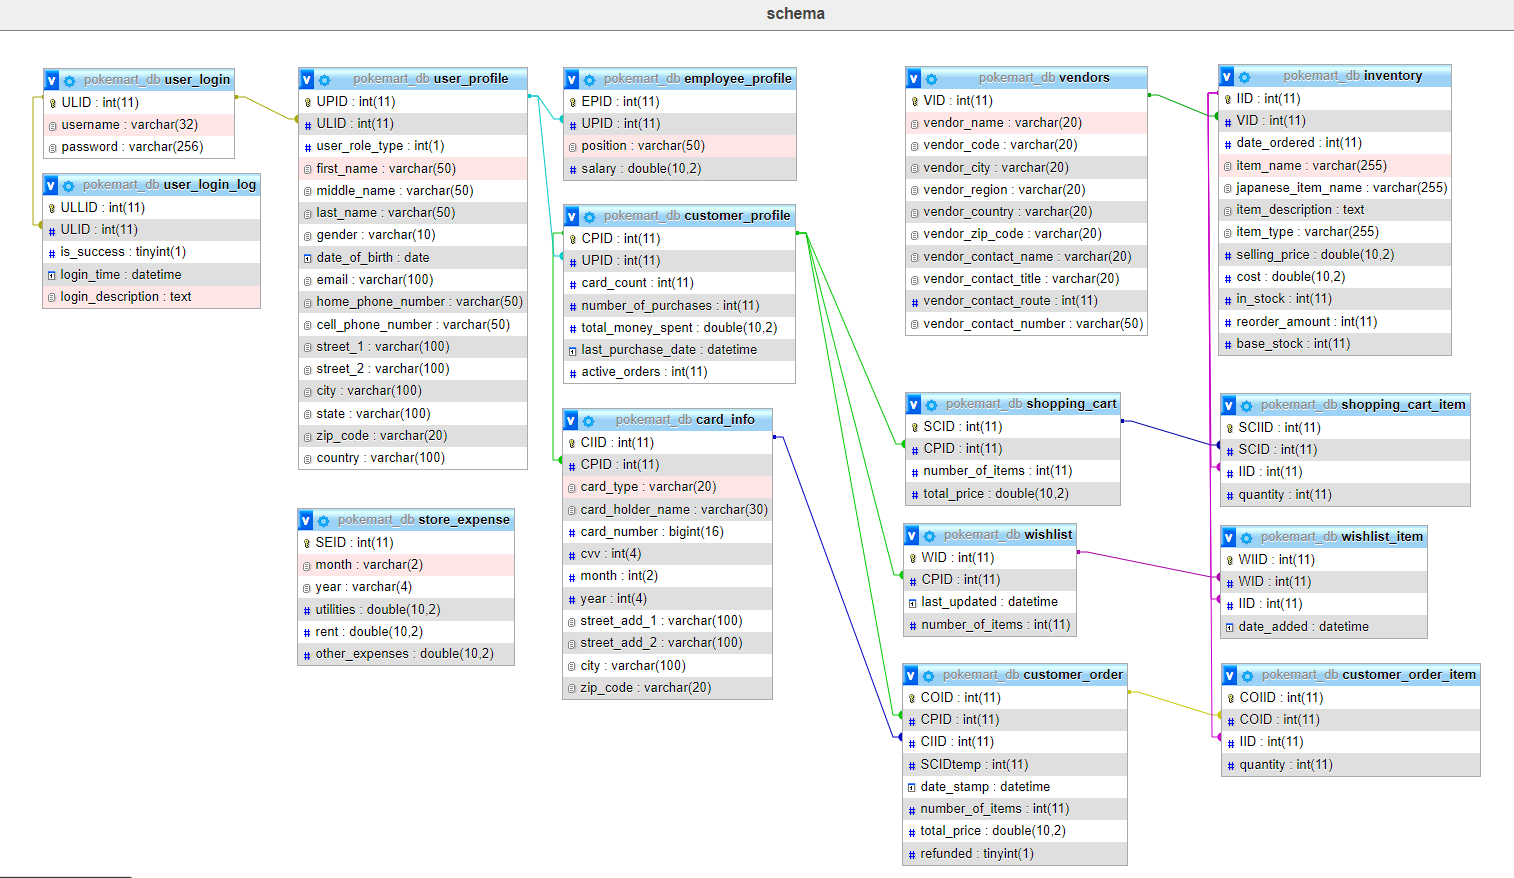 schema
pokemart_db user_login
ULID : int(11)
username : varchar(32)
password : varchar(256)
pokemart_db user_login_log
ULLID : int(11)
ULID : int(11)
is_success : tinyint(1)
login_time : datetime
login_description : text
pokemart_db user_profile
UPID : int(11)
ULID : int(11)
user_role_type : int(1)
first_name : varchar(50)
middle_name : varchar(50)
last_name : varchar(50)
gender : varchar(10)
date_of_birth : date
email : varchar(100)
home_phone_number : varchar(50)
cell_phone_number : varchar(50)
street_1 : varchar(100)
street_2 : varchar(100)
city : varchar(100)
state : varchar(100)
zip_code : varchar(20)
country : varchar(100)
pokemart_db store_expense
SEID : int(11)
month : varchar(2)
year : varchar(4)
utilities : double(10,2)
rent : double(10,2)
other_expenses : double(10,2)
pokemart_db employee_profile
EPID : int(11)
UPID : int(11)
position : varchar(50)
salary : double(10,2)
pokemart_db customer_profile
CPID : int(11)
UPID : int(11)
card_count : int(11)
number_of_purchases : int(11)
total_money_spent : double(10,2)
last_purchase_date : datetime
active_orders : int(11)
pokemart_db card_info
CIID : int(11)
CPID : int(11)
card_type : varchar(20)
card_holder_name : varchar(30)
card_number : bigint(16)
cvv : int(4)
month : int(2)
year : int(4)
street_add_1 : varchar(100)
street_add_2 : varchar(100)
city : varchar(100)
zip_code : varchar(20)
pokemart_db vendors
VID : int(11)
vendor_name : varchar(20)
vendor_code : varchar(20)
vendor_city : varchar(20)
vendor_region : varchar(20)
vendor_country : varchar(20)
vendor_zip_code : varchar(20)
vendor_contact_name : varchar(20)
vendor_contact_title : varchar(20)
vendor_contact_route : int(11)
vendor_contact_number : varchar(50)
pokemart_db shopping_cart
SCID : int(11)
CPID : int(11)
number_of_items : int(11)
total_price : double(10,2)
pokemart_db wishlist
WID : int(11)
CPID : int(11)
last_updated : datetime
number_of_items : int(11)
pokemart_db customer_order
COID : int(11)
CPID : int(11)
CIID : int(11)
SCIDtemp : int(11)
date_stamp : datetime
number_of_items : int(11)
total_price : double(10,2)
refunded : tinyint(1)
pokemart_db inventory
IID : int(11)
VID : int(11)
date_ordered : int(11)
item_name : varchar(255)
japanese_item_name : varchar(255)
item_description : text
item_type : varchar(255)
selling_price : double(10,2)
cost : double(10,2)
in_stock : int(11)
reorder_amount : int(11)
base_stock : int(11)
pokemart_db shopping_cart_item
SCIID : int(11)
SCID : int(11)
IID : int(11)
quantity : int(11)
pokemart_db wishlist_item
WIID : int(11)
WID : int(11)
IID : int(11)
date_added : datetime
pokemart_db customer_order_item
COIID : int(11)
COID : int(11)
IID : int(11)
quantity : int(11)